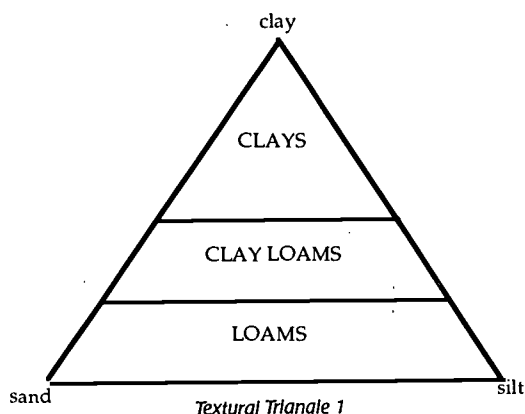 clay
CLAYS
CLAY LOAMS
LOAMS
sand
silt
Textural Triangle 1